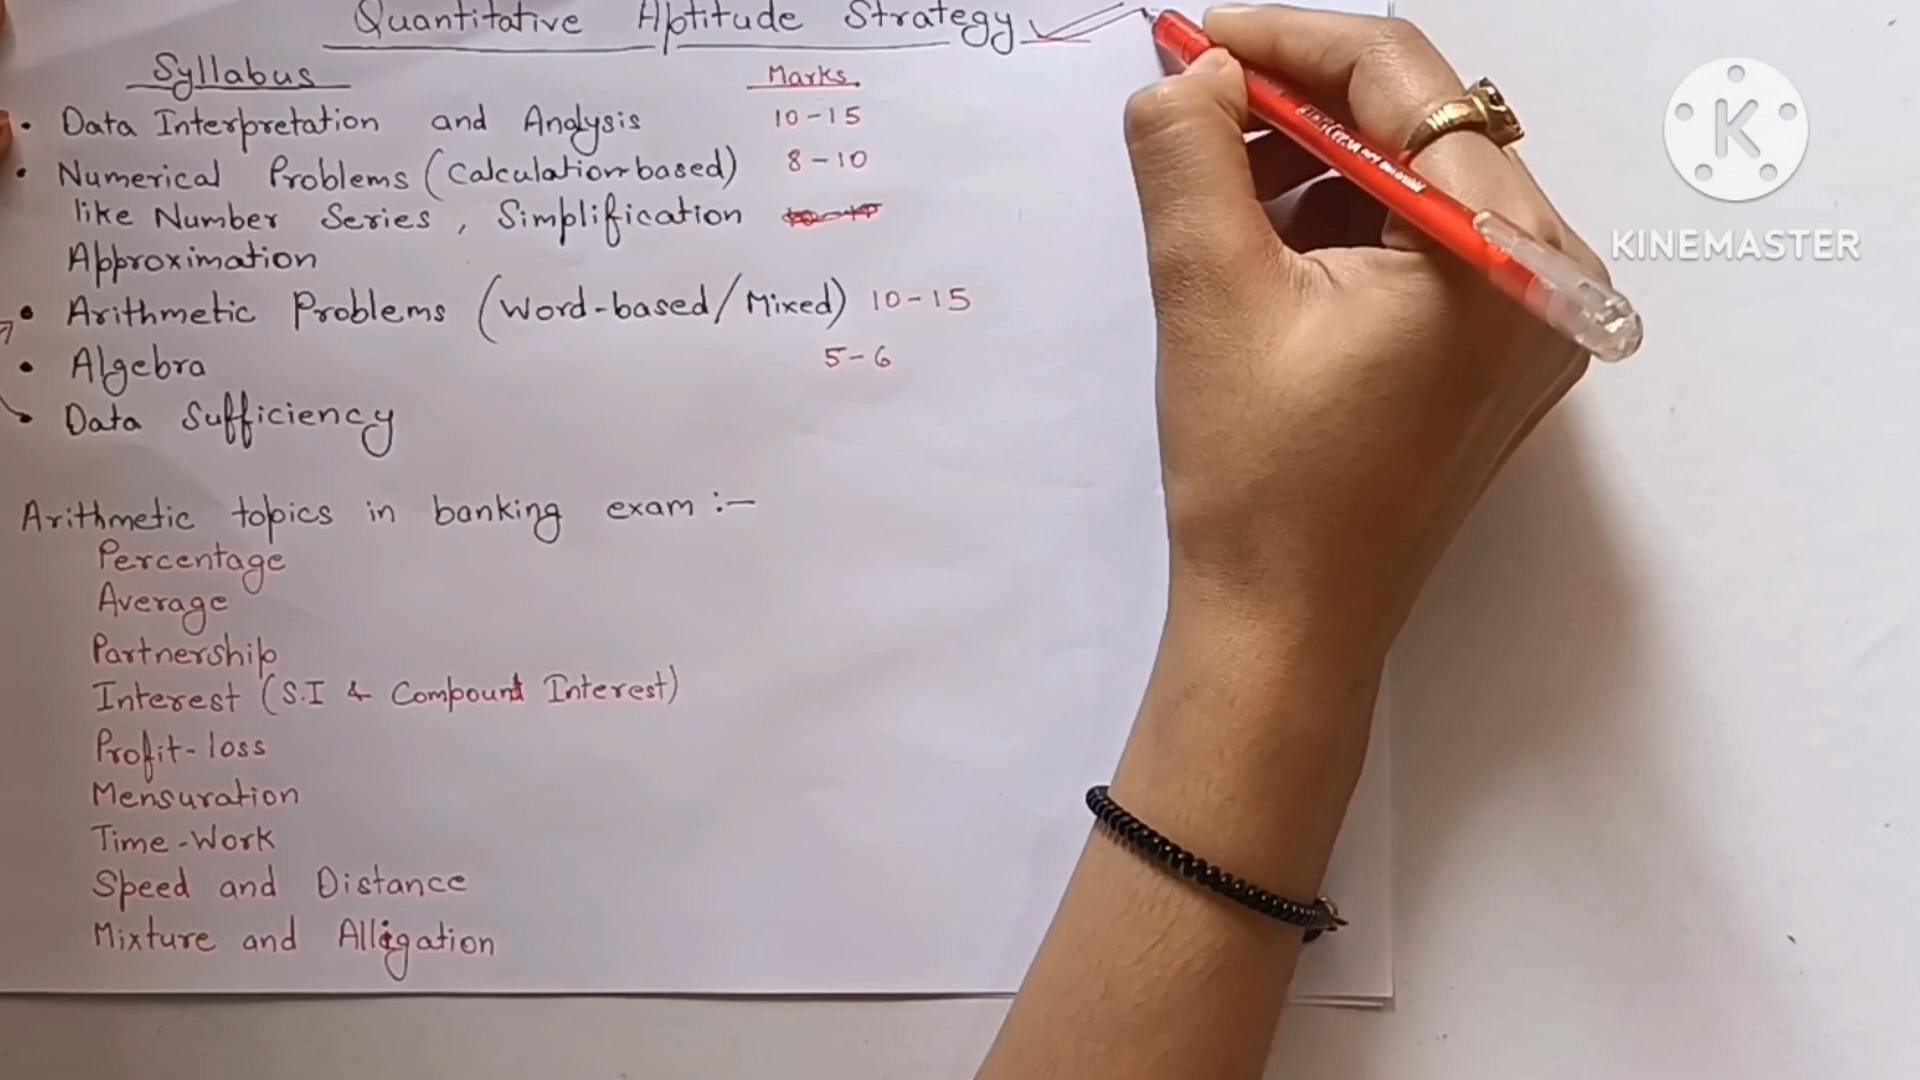 Quantitative Aptitude Strategy
Syllabus Marks
• Data Interpretation and Analysis 10-15
• Numerical Problems (Calculation-based) 8-10
like Number Series, Simplification
Approximation
• Arithmetic Problems (Word-based/Mixed) 10-15
• Algebra 5-6
• Data Sufficiency
Arithmetic topics in banking exam :-
Percentage
Average
Partnership
Interest (S.I & Compound Interest)
Profit-loss
Mensuration
Time-Work
Speed and Distance
Mixture and Alligation
K
KINEMASTER